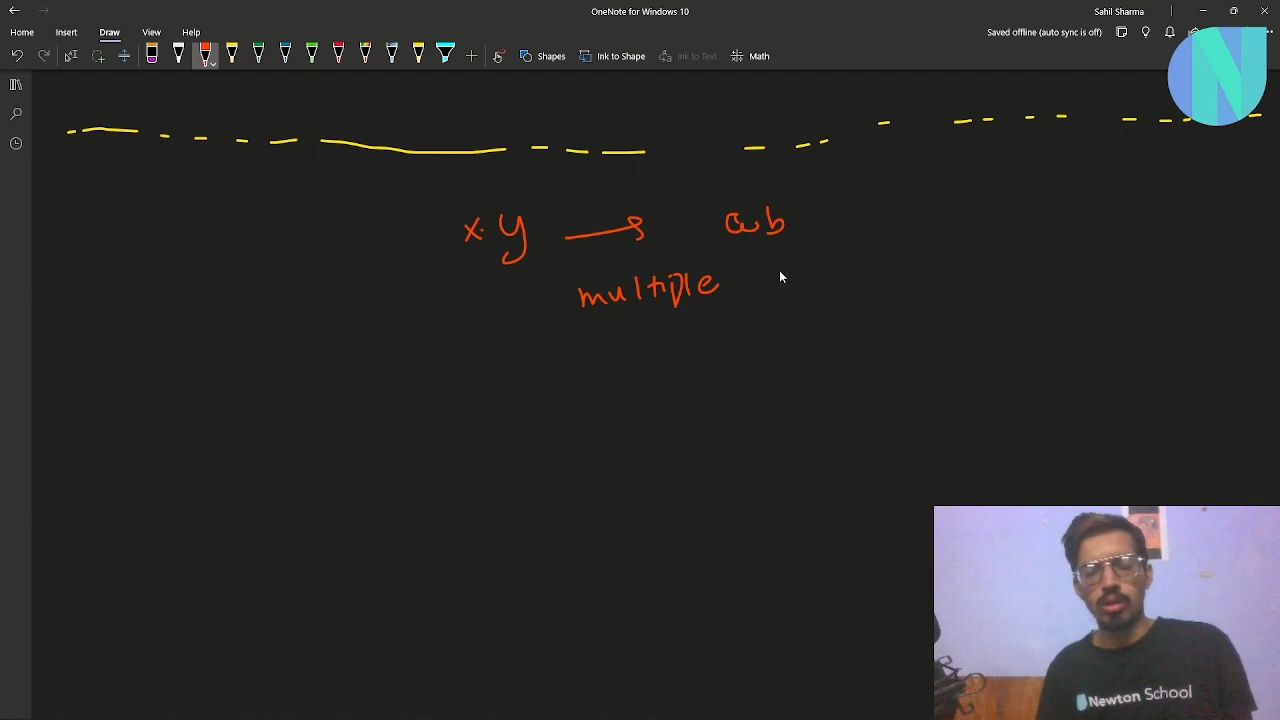 OneNote for Windows 10
Sahil Sharma
Home Insert Draw View Help
Saved offline (auto sync is off)
Shapes Ink to Shape Ink to Text Math
x. y a b
multiple
Newton School